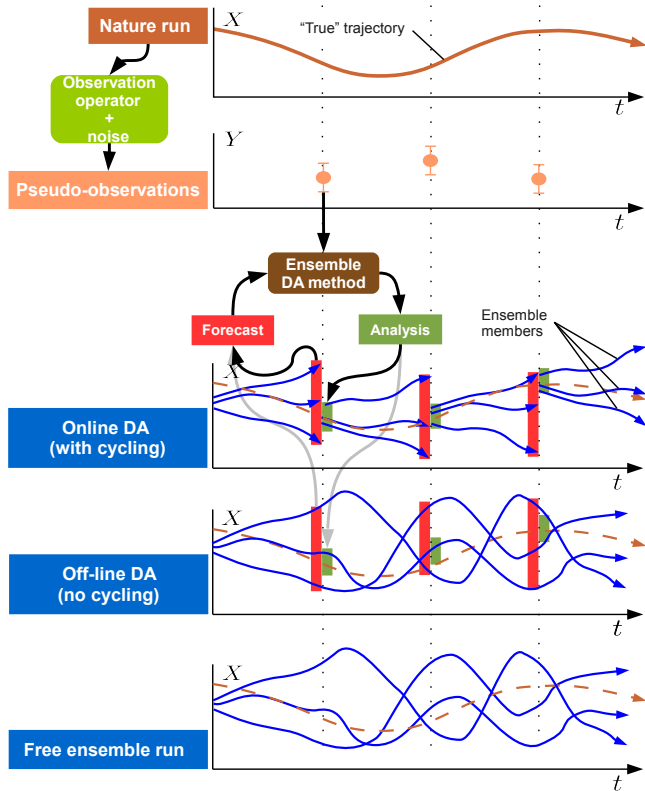 Nature run
X
“True” trajectory
t
Observation
operator
+
noise
Y
Pseudo-observations
t
Ensemble
DA method
Forecast
Analysis
Ensemble
members
X
Online DA
(with cycling)
t
X
Off-line DA
(no cycling)
t
X
Free ensemble run
t